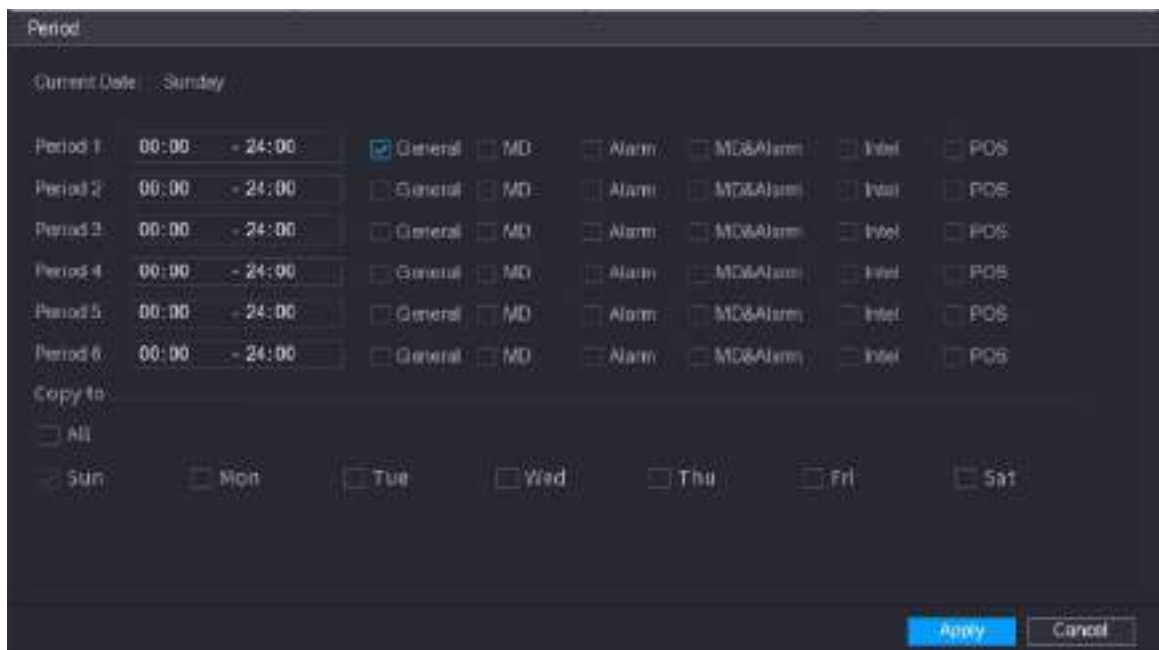 Period
Current Date: Sunday
Period 1 00:00 - 24:00 General MD Alarm MD&Alarm Intel POS
Period 2 00:00 - 24:00 General MD Alarm MD&Alarm Intel POS
Period 3 00:00 - 24:00 General MD Alarm MD&Alarm Intel POS
Period 4 00:00 - 24:00 General MD Alarm MD&Alarm Intel POS
Period 5 00:00 - 24:00 General MD Alarm MD&Alarm Intel POS
Period 6 00:00 - 24:00 General MD Alarm MD&Alarm Intel POS
Copy to
All
Sun Mon Tue Wed Thu Fri Sat
Apply Cancel